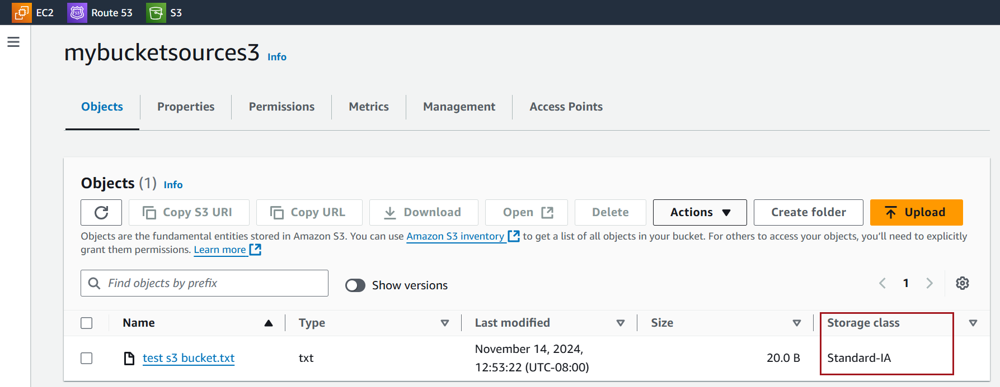 EC2 Route 53 S3
mybucketsources3 Info
Objects Properties Permissions Metrics Management Access Points
Objects (1) Info
Copy S3 URI Copy URL Download Open Delete Actions Create folder Upload
Objects are the fundamental entities stored in Amazon S3. You can use Amazon S3 inventory to get a list of all objects in your bucket. For others to access your objects, you’ll need to explicitly
grant them permissions. Learn more
Find objects by prefix Show versions 1
Name Type Last modified Size Storage class
test s3 bucket.txt txt November 14, 2024, 20.0 B Standard-IA
12:53:22 (UTC-08:00)